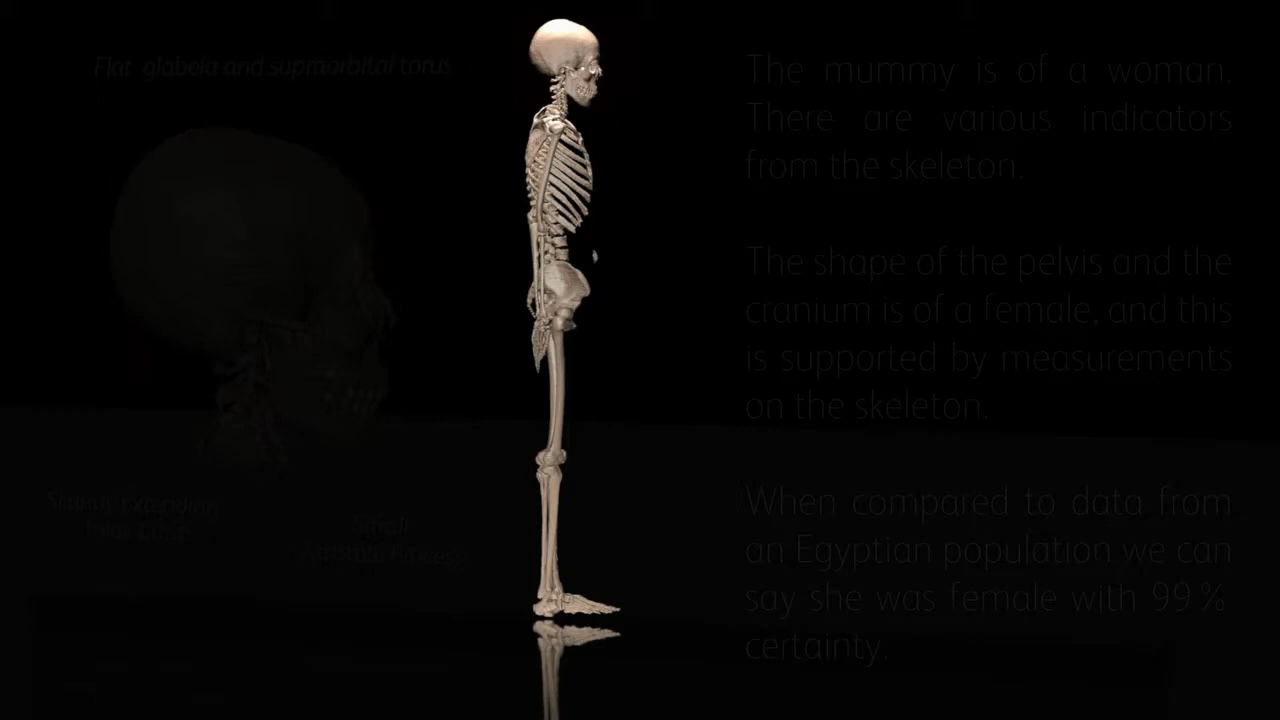 Flat glabela and supraorbital torus
The mummy is of a woman.
There are various indicators
from the skeleton.
The shape of the pelvis and the
cranium is of a female, and this
is supported by measurements
on the skeleton.
Small
When compared to data from
an Egyptian population we can
say she was female with 99%
certainty.